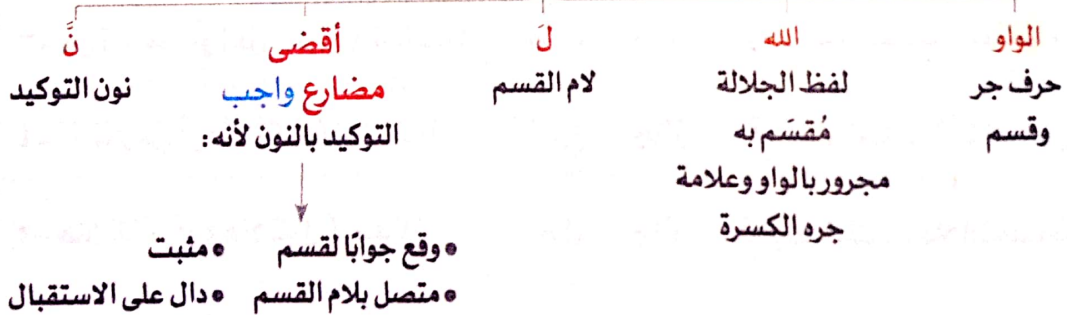 الواو الله لَ أقضى نَّ
حرف جر لفظ الجلالة لام القسم مضارع واجب نون التوكيد
وقسم مُقسَم به التوكيد بالنون لأنه:
مجرور بالواو وعلامة
جره الكسرة
• وقع جوابًا لقسم • مثبت
• متصل بلام القسم • دال على الاستقبال